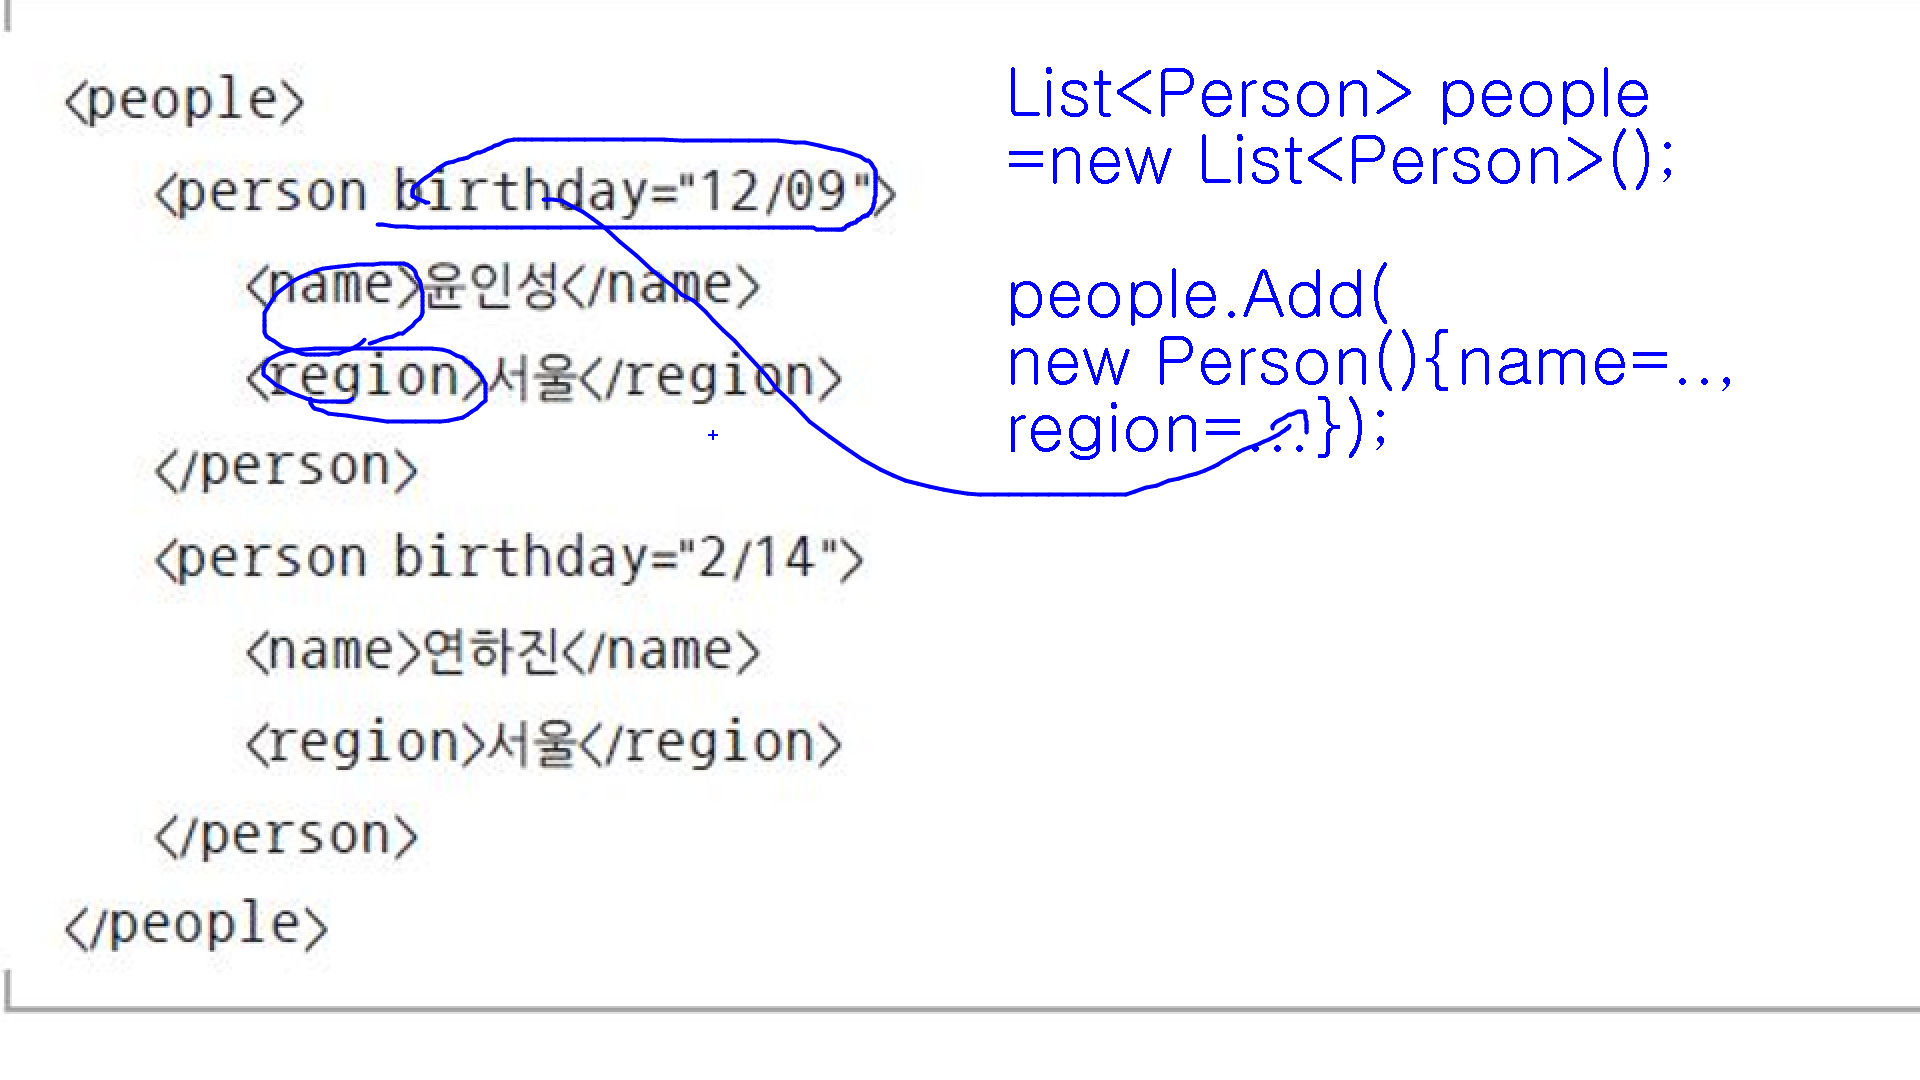 <people>
<person birthday="12/09">
<name>윤인성</name>
<region>서울</region>
</person>
<person birthday="2/14">
<name>연하진</name>
<region>서울</region>
</person>
</people>
List<Person> people
=new List<Person>();
people.Add(
new Person(){name=..,
region=...});